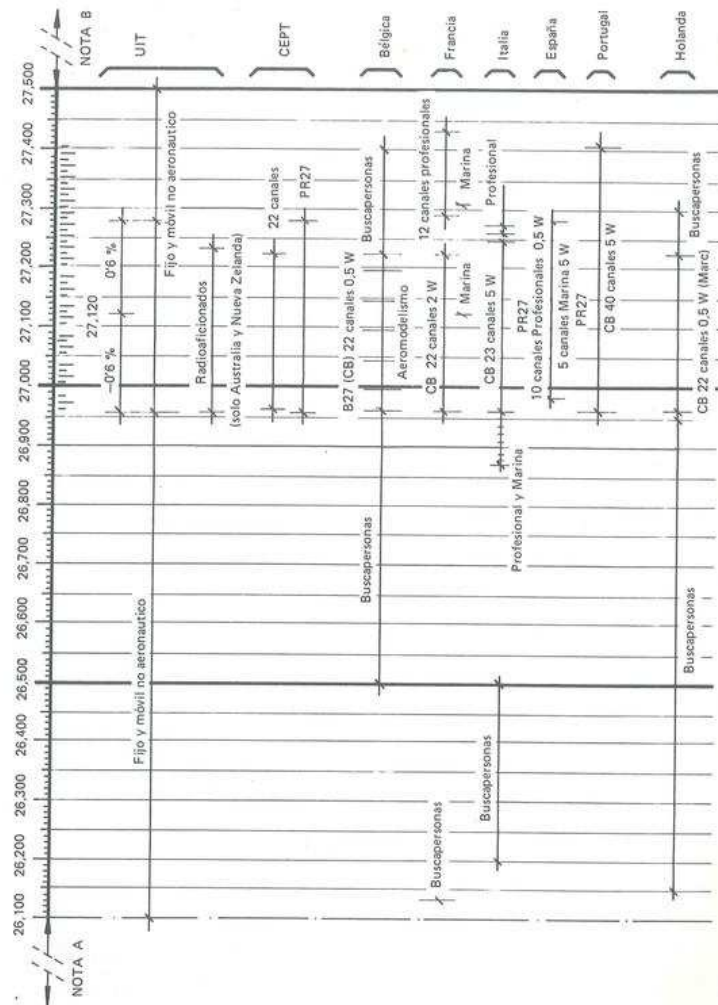 NOTA A
26,100
26,200
26,300
26,400
26,500
26,600
26,700
26,800
26,900
27,000
27,100
27,200
27,300
27,400
27,500
NOTA B
UIT
-0'6 %
27,120
0'6 %
Fijo y móvil no aeronautico
Fijo y móvil no aeronautico
Radioaficionados
(solo Australia y Nueva Zelanda)
CEPT
22 canales
PR27
Bélgica
Buscapersonas
B27 (CB) 22 canales 0,5 W
Buscapersonas
Aeromodelismo
Francia
Buscapersonas
CB 22 canales 2 W
12 canales profesionales
Marina
Marina
Italia
Buscapersonas
Profesional y Marina
CB 23 canales 5 W
Profesional
España
PR27
10 canales Profesionales 0,5 W
5 canales Marina 5 W
Portugal
PR27
CB 40 canales 5 W
Holanda
Buscapersonas
CB 22 canales 0,5 W (Marc)
Buscapersonas